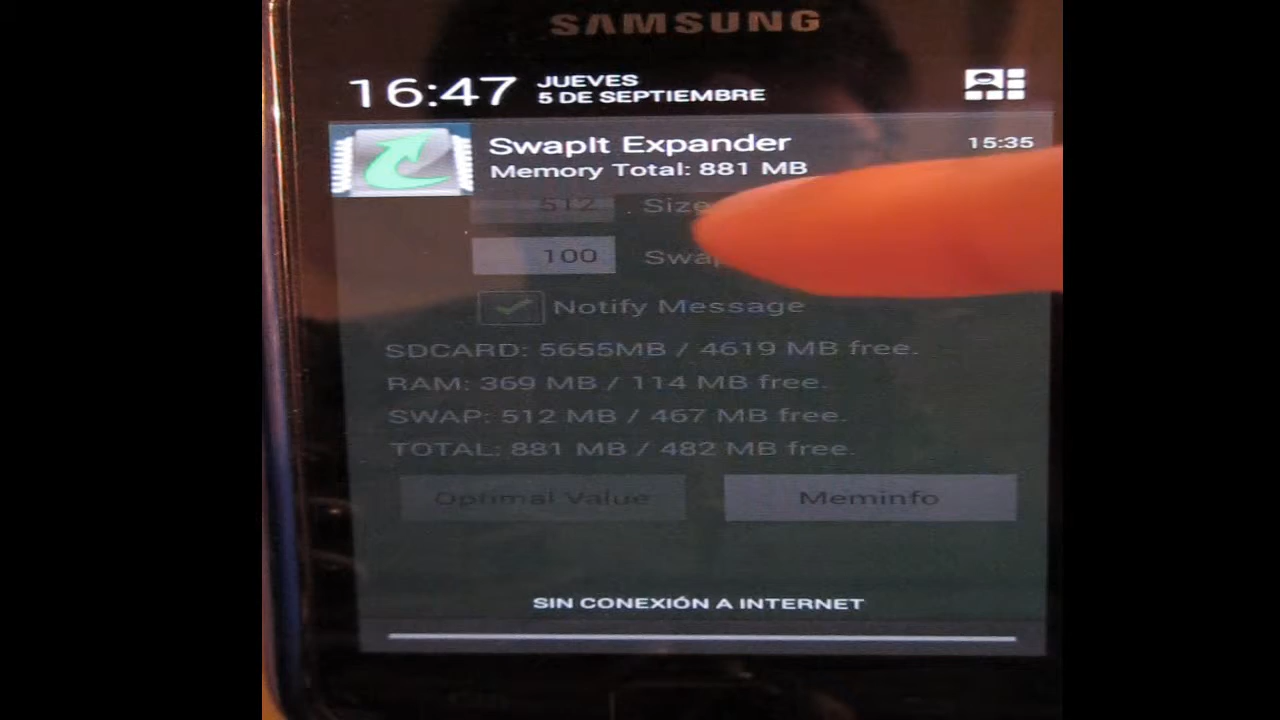 SAMSUNG
16:47 JUEVES
5 DE SEPTIEMBRE
SwapIt Expander 15:35
Memory Total: 881 MB
512 Size
100
Notify Message
SDCARD: 5655MB / 4619 MB free.
RAM: 369 MB / 114 MB free.
SWAP: 512 MB / 467 MB free.
TOTAL: 881 MB / 482 MB free.
Optimal Value Meminfo
SIN CONEXIÓN A INTERNET